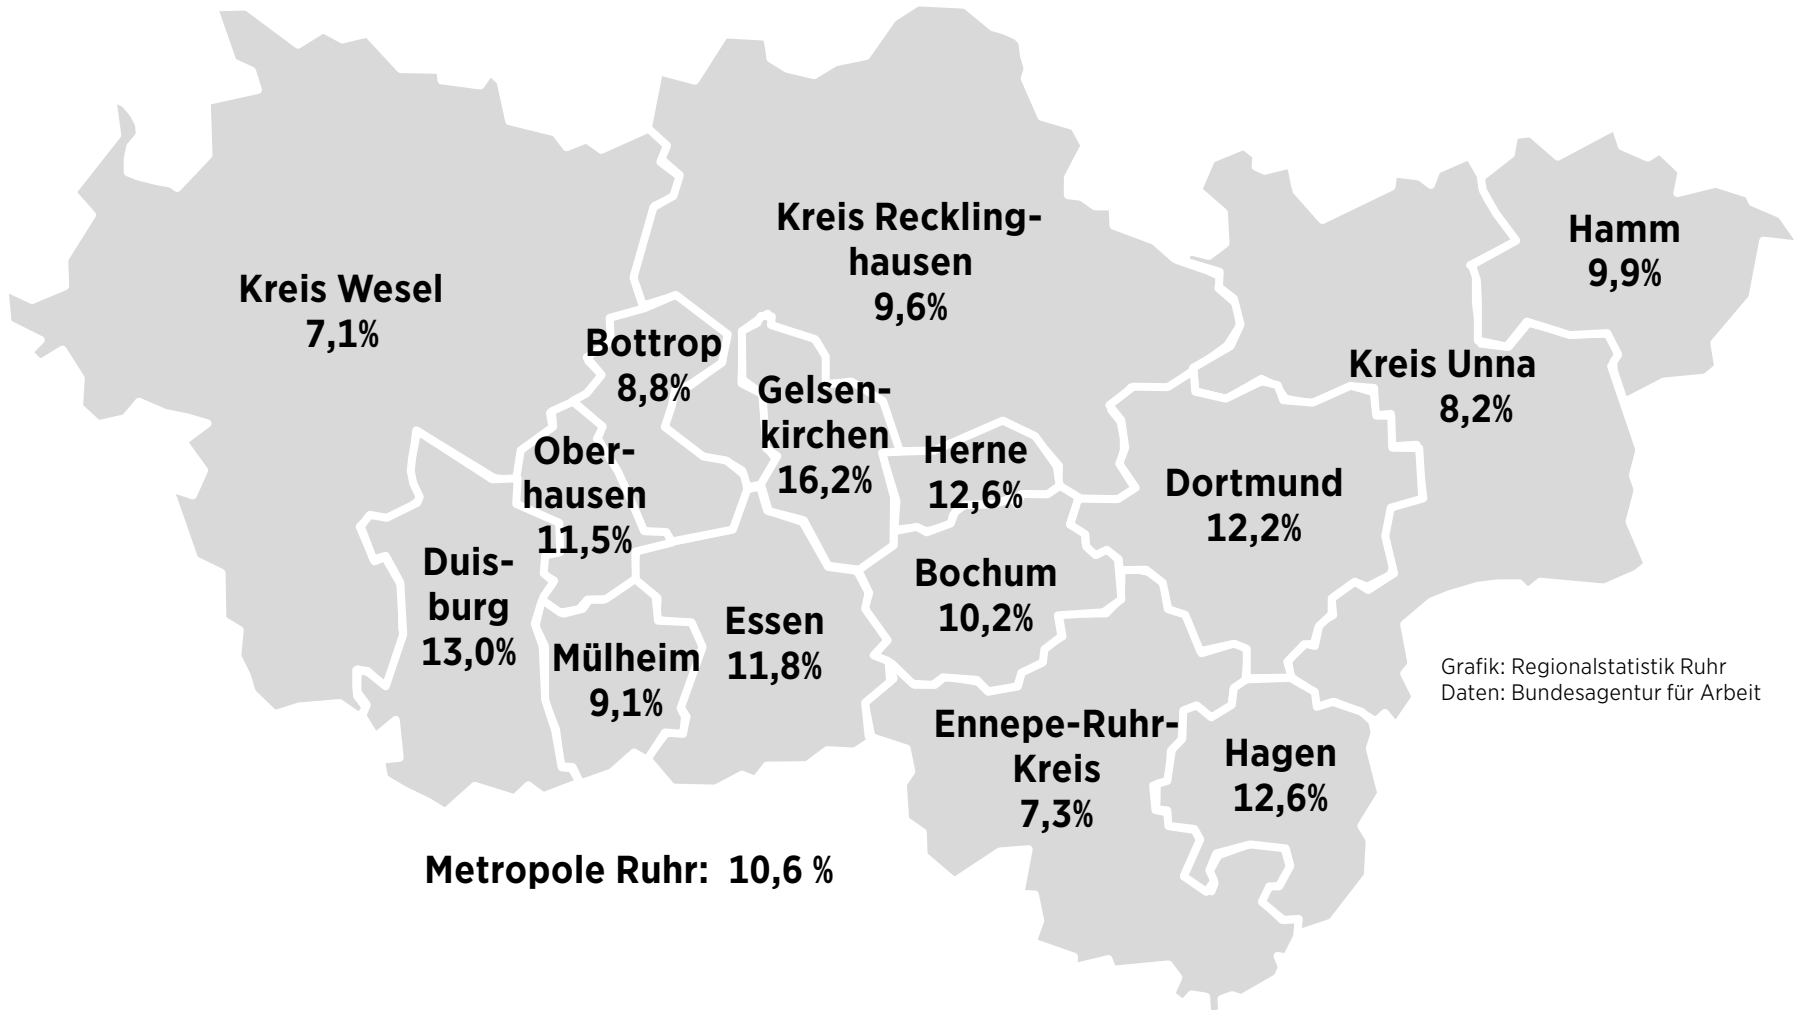 Kreis Reckling-
hausen
9,6%
Hamm
9,9%
Kreis Wesel
7,1%
Bottrop
8,8%
Kreis Unna
8,2%
Gelsen-
kirchen
16,2%
Ober-
hausen
11,5%
Herne
12,6%
Dortmund
12,2%
Duis-
burg
13,0%
Bochum
10,2%
Essen
11,8%
Mülheim
9,1%
Grafik: Regionalstatistik Ruhr
Daten: Bundesagentur für Arbeit
Ennepe-Ruhr-
Kreis
7,3%
Hagen
12,6%
Metropole Ruhr: 10,6 %